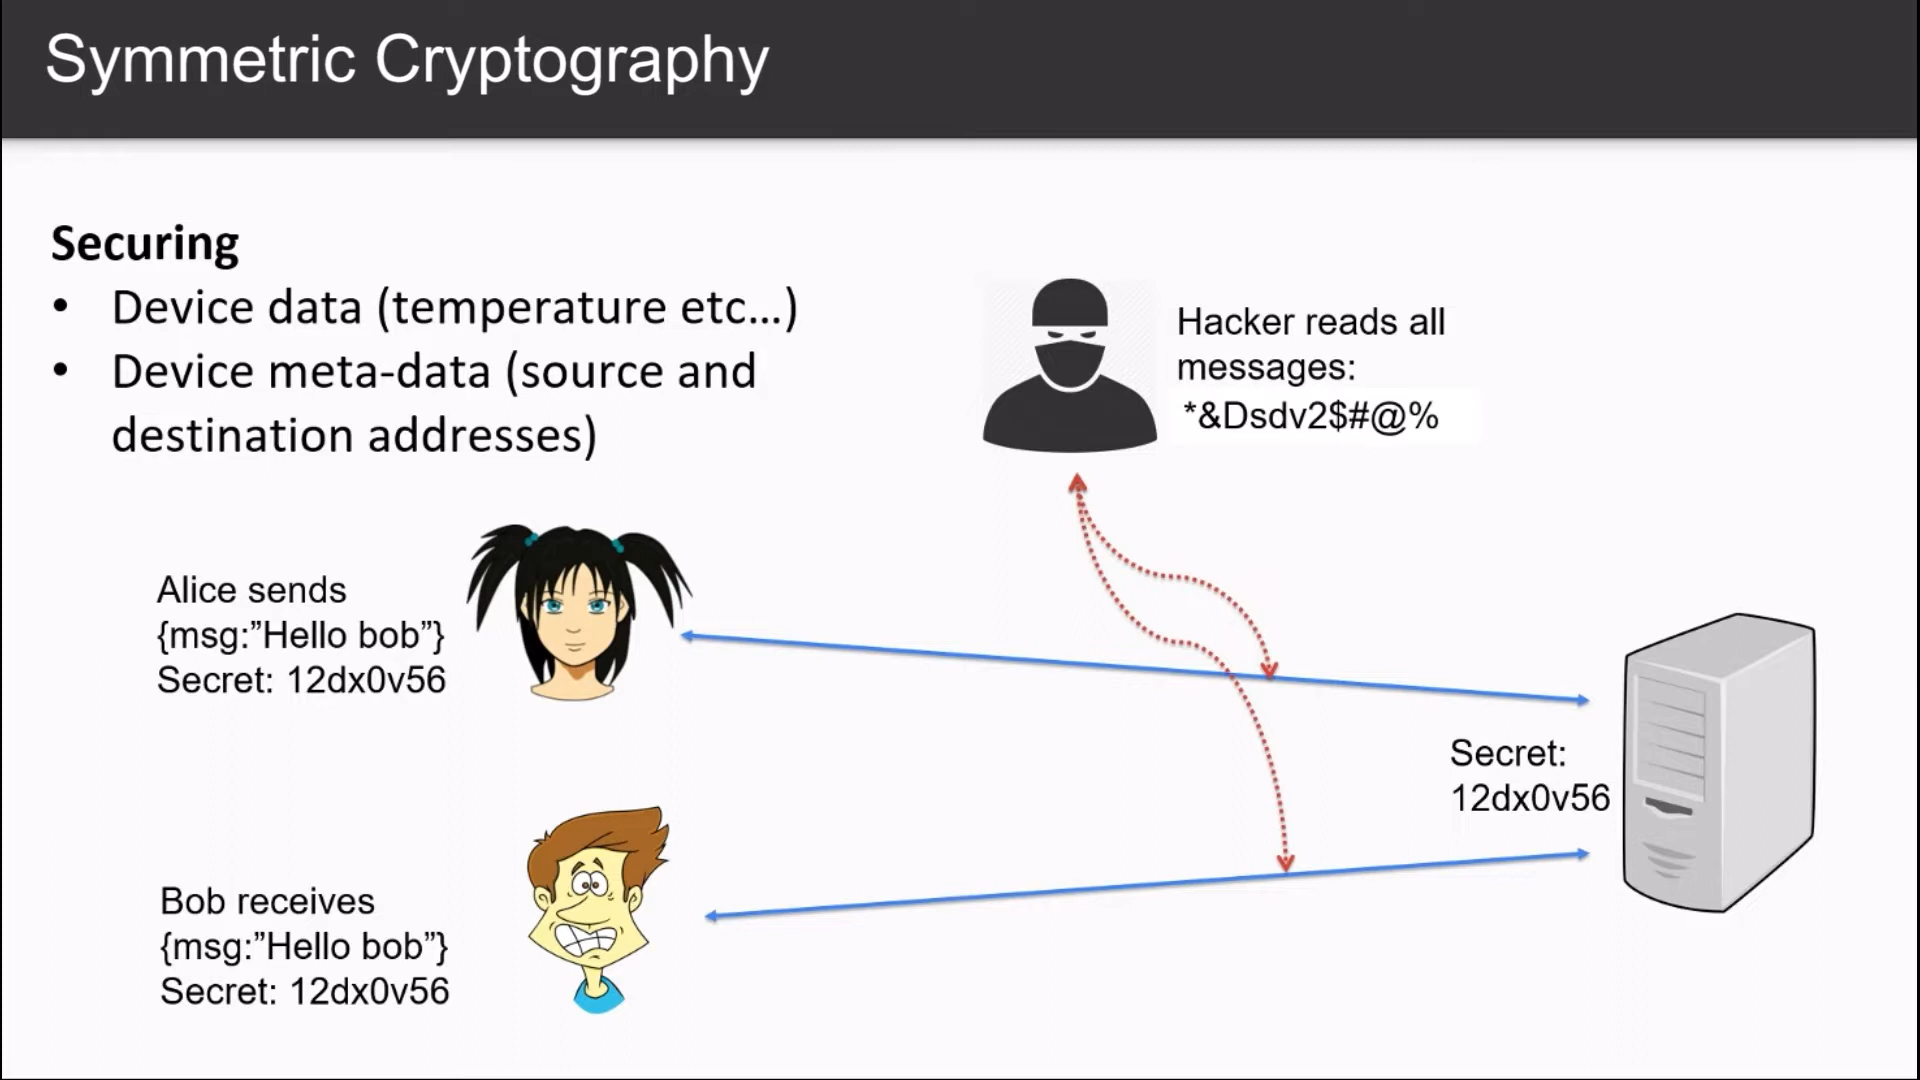 Symmetric Cryptography
Securing
• Device data (temperature etc...)
• Device meta-data (source and
destination addresses)
Hacker reads all
messages:
*&Dsdv2$#@%
Alice sends
{msg:”Hello bob”}
Secret: 12dx0v56
Secret:
12dx0v56
Bob receives
{msg:”Hello bob”}
Secret: 12dx0v56